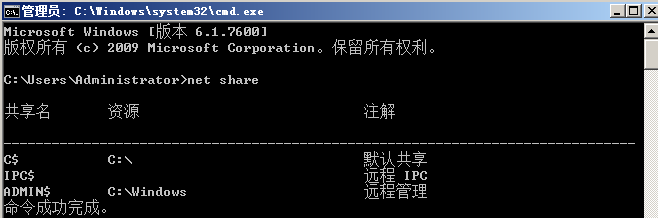 管理员: C:\Windows\system32\cmd.exe
Microsoft Windows [版本 6.1.7600]
版权所有 (c) 2009 Microsoft Corporation。保留所有权利。
C:\Users\Administrator>net share
共享名 资源 注解
-------------------------------------------------------------------------------
C$ C:\ 默认共享
IPC$ 远程 IPC
ADMIN$ C:\Windows 远程管理
命令成功完成。